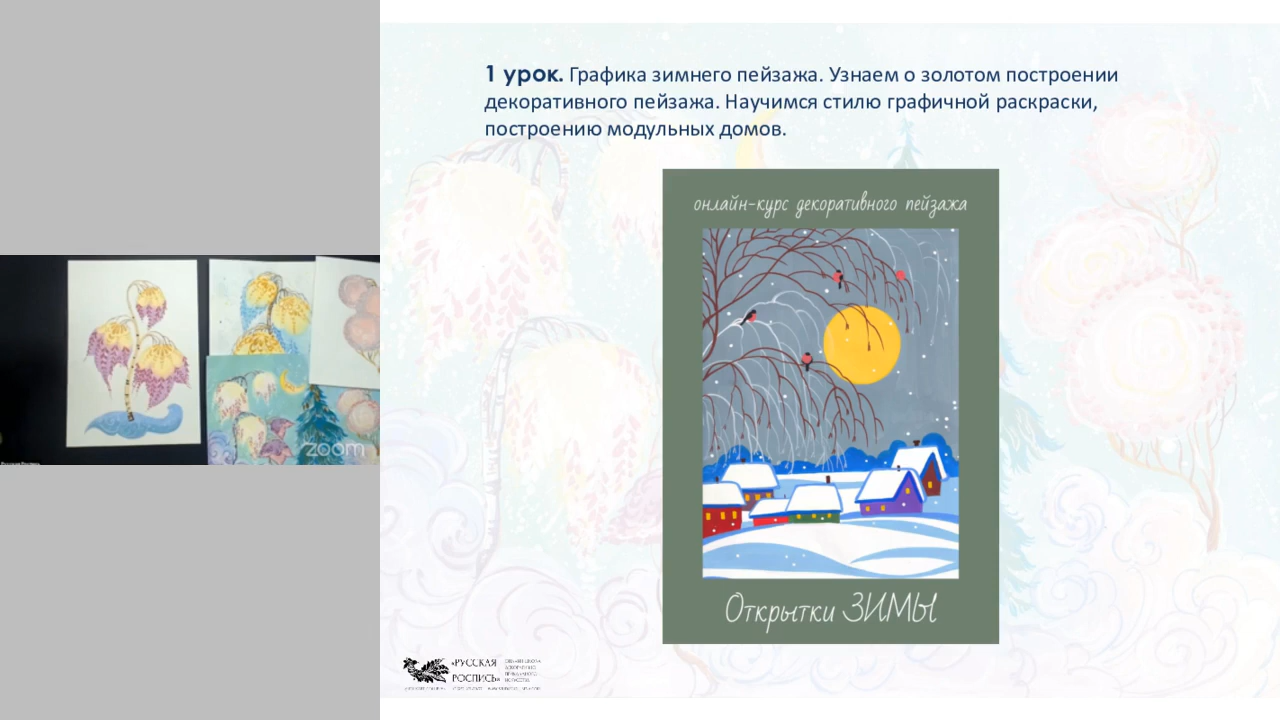 1 урок. Графика зимнего пейзажа. Узнаем о золотом построении
декоративного пейзажа. Научимся стилю графичной раскраски,
построению модульных домов.
онлайн-курс декоративного пейзажа
Открытки ЗИМЫ
zoom
«РУССКАЯ
РОСПИСЬ»